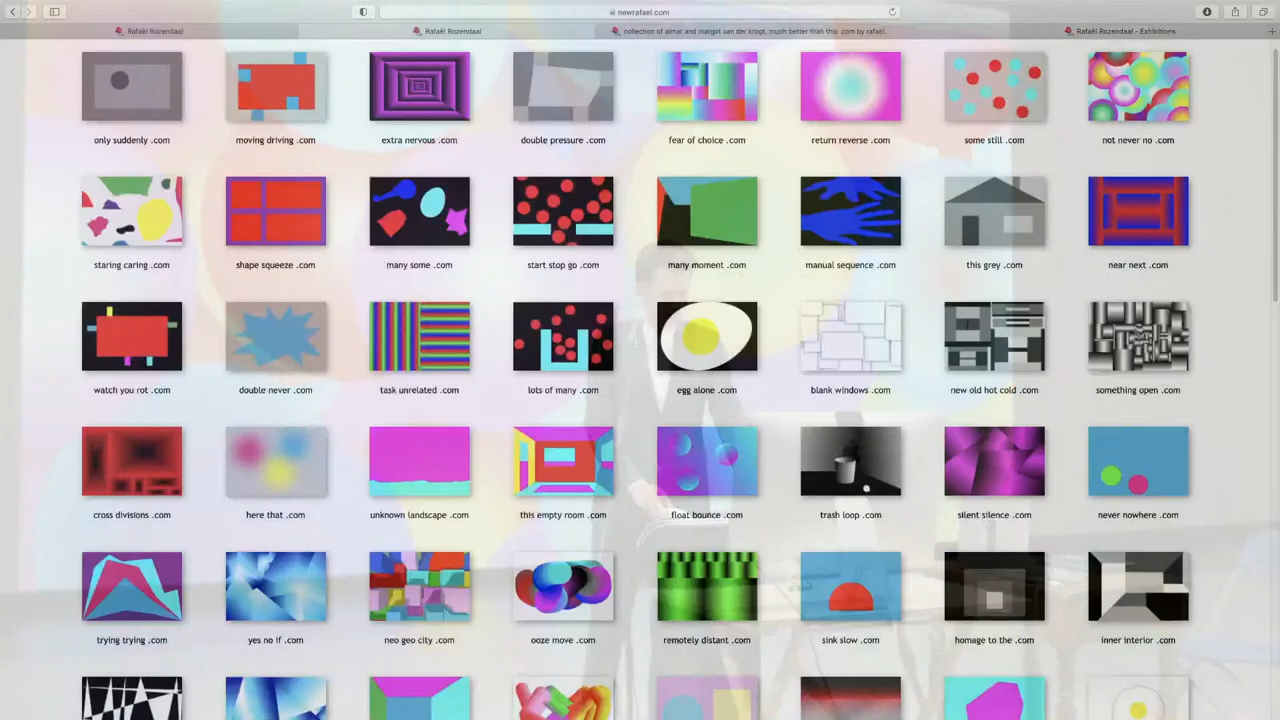 newrafael.com
Rafaël Rozendaal
Rafaël Rozendaal
collection of almar and margot van der krogt, much better than this .com by rafaël.
Rafaël Rozendaal - Exhibitions
only suddenly .com
moving driving .com
extra nervous .com
double pressure .com
fear of choice .com
return reverse .com
some still .com
not never no .com
staring caring .com
shape squeeze .com
many some .com
start stop go .com
many moment .com
manual sequence .com
this grey .com
near next .com
watch you rot .com
double never .com
task unrelated .com
lots of many .com
egg alone .com
blank windows .com
new old hot cold .com
something open .com
cross divisions .com
here that .com
unknown landscape .com
this empty room .com
float bounce .com
trash loop .com
silent silence .com
never nowhere .com
trying trying .com
yes no if .com
neo geo city .com
ooze move .com
remotely distant .com
sink slow .com
homage to the .com
inner interior .com